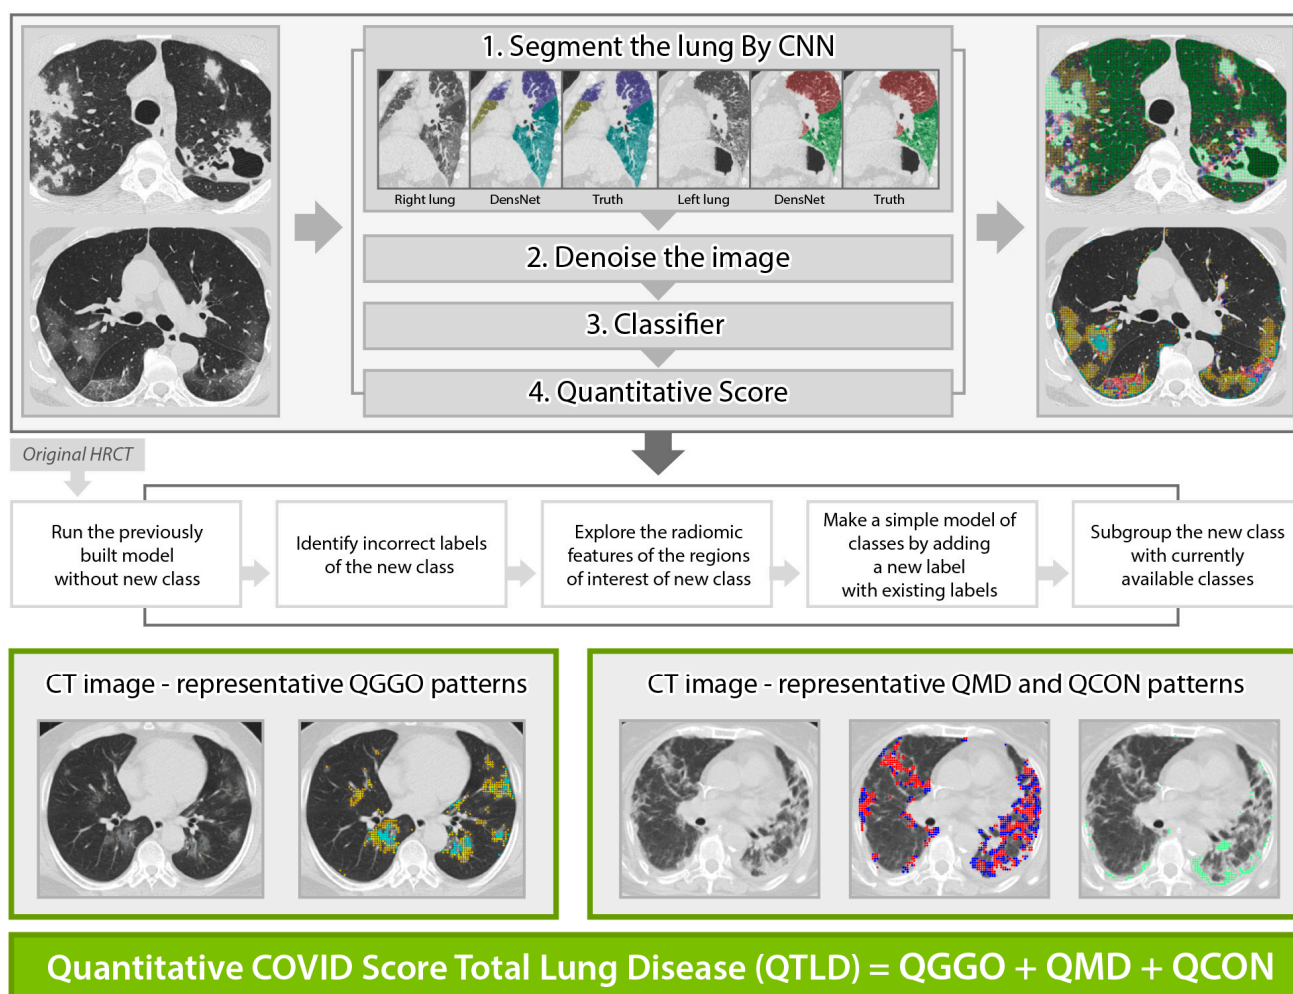 1. Segment the lung By CNN
Right lung
DensNet
Truth
Left lung
DensNet
Truth
2. Denoise the image
3. Classifier
4. Quantitative Score
Original HRCT
Run the previously
built model
without new class
Identify incorrect labels
of the new class
Explore the radiomic
features of the regions
of interest of new class
Make a simple model of
classes by adding
a new label
with existing labels
Subgroup the new class
with currently
available classes
CT image - representative QGGO patterns
CT image - representative QMD and QCON patterns
Quantitative COVID Score Total Lung Disease (QTLD) = QGGO + QMD + QCON